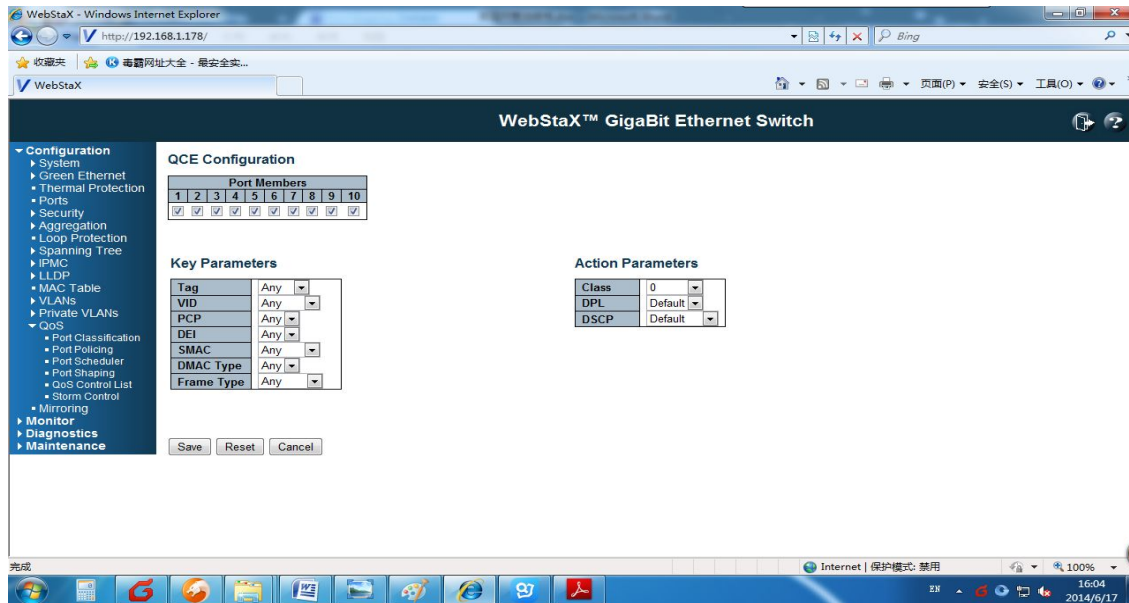 WebStaX - Windows Internet Explorer
http://192.168.1.178/
Bing
收藏夹 毒霸网址大全 - 最安全实...
WebStaX
页面(P) 安全(S) 工具(O)
WebStaX™ GigaBit Ethernet Switch
Configuration
System
Green Ethernet
Thermal Protection
Ports
Security
Aggregation
Loop Protection
Spanning Tree
IPMC
LLDP
MAC Table
VLANs
Private VLANs
QoS
Port Classification
Port Policing
Port Scheduler
Port Shaping
QoS Control List
Storm Control
Mirroring
Monitor
Diagnostics
Maintenance
QCE Configuration
Port Members
1 2 3 4 5 6 7 8 9 10
Key Parameters
Tag Any
VID Any
PCP Any
DEI Any
SMAC Any
DMAC Type Any
Frame Type Any
Action Parameters
Class 0
DPL Default
DSCP Default
Save Reset Cancel
完成
Internet | 保护模式: 禁用
100%
EN
16:04
2014/6/17